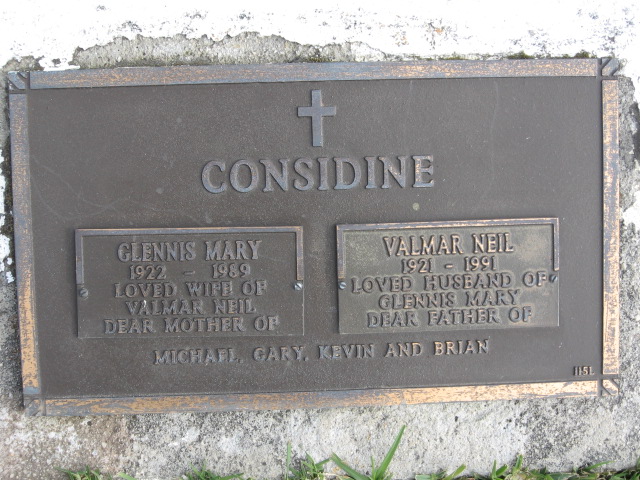 CONSIDINE
GLENNIS MARY
1922 - 1989
LOVED WIFE OF
VALMAR NEIL
DEAR MOTHER OF
VALMAR NEIL
1921 - 1991
LOVED HUSBAND OF
GLENNIS MARY
DEAR FATHER OF
MICHAEL, GARY, KEVIN AND BRIAN